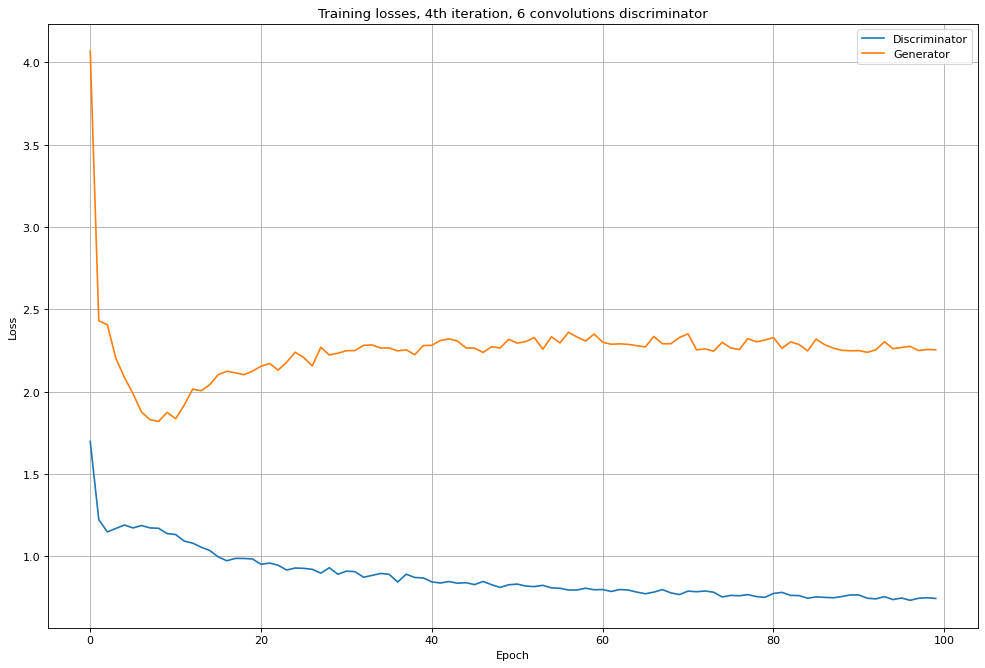 Training losses, 4th iteration, 6 convolutions discriminator
Discriminator
Generator
4.0
3.5
3.0
2.5
2.0
1.5
1.0
Loss
0 20 40 60 80 100
Epoch